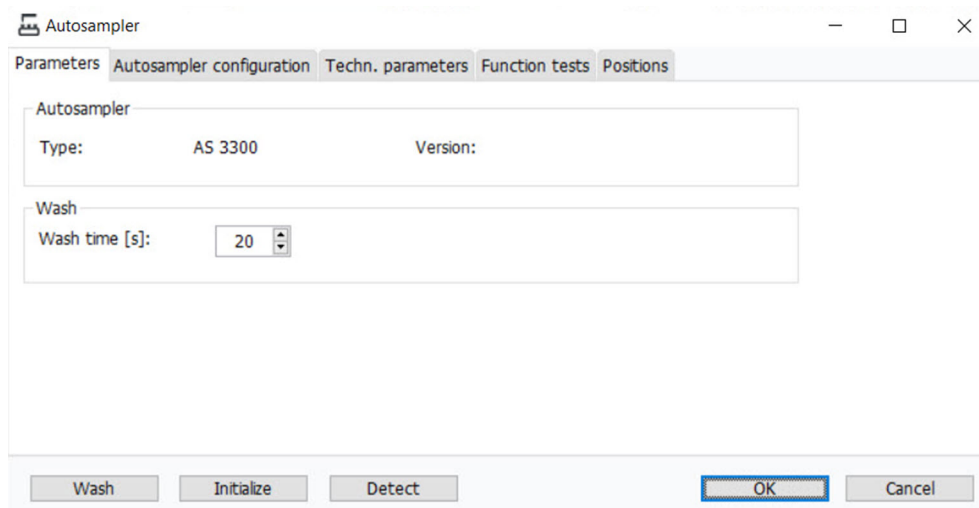 Autosampler
Parameters Autosampler configuration Techn. parameters Function tests Positions
Autosampler
Type: AS 3300 Version:
Wash
Wash time [s]: 20
Wash Initialize Detect OK Cancel